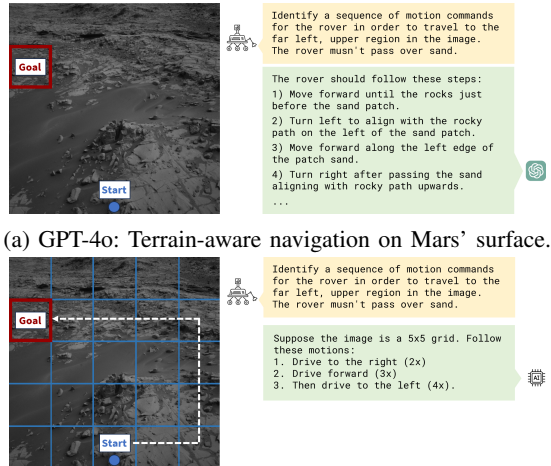 Goal
Start
Identify a sequence of motion commands
for the rover in order to travel to the
far left, upper region in the image.
The rover musn't pass over sand.
The rover should follow these steps:
1) Move forward until the rocks just
before the sand patch.
2) Turn left to align with the rocky
path on the left of the sand patch.
3) Move forward along the left edge of
the patch sand.
4) Turn right after passing the sand
aligning with rocky path upwards.
...
(a) GPT-4o: Terrain-aware navigation on Mars' surface.
Goal
Start
Identify a sequence of motion commands
for the rover in order to travel to the
far left, upper region in the image.
The rover musn't pass over sand.
Suppose the image is a 5x5 grid. Follow
these motions:
1. Drive to the right (2x)
2. Drive forward (3x)
3. Then drive to the left (4x).
AI